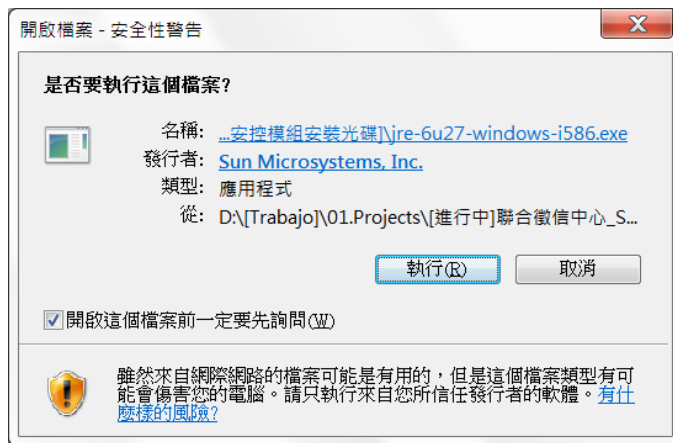 開啟檔案 - 安全性警告
是否要執行這個檔案?
名稱: ...安控模組安裝光碟]\jre-6u27-windows-i586.exe
發行者: Sun Microsystems, Inc.
類型: 應用程式
從: D:\[Trabajo]\01.Projects\[進行中]聯合徵信中心_S...
執行(R) 取消
開啟這個檔案前一定要先詢問(W)
雖然來自網際網路的檔案可能是有用的，但是這個檔案類型有可
能會傷害您的電腦。請只執行來自您所信任發行者的軟體。有什
麼樣的風險?